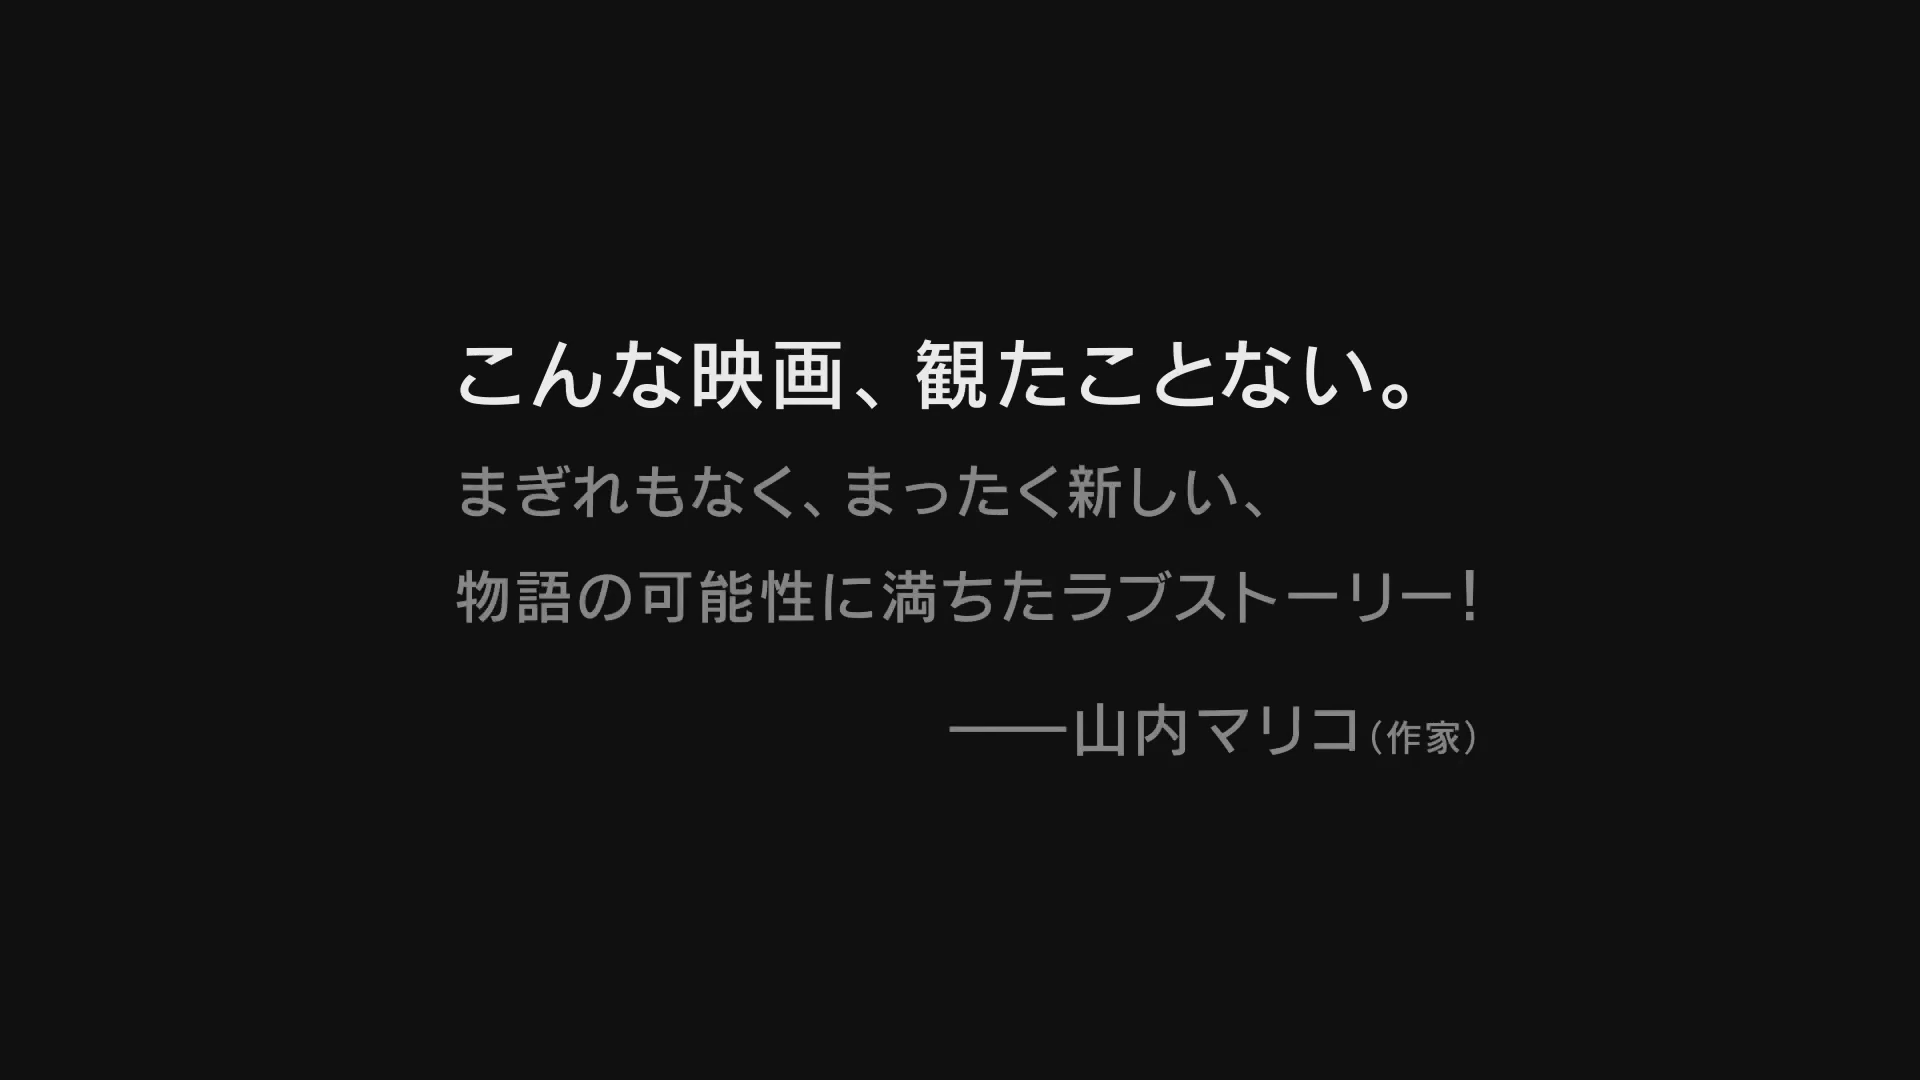 こんな映画、観たことない。
まぎれもなく、まったく新しい、
物語の可能性に満ちたラブストーリー!
——山内マリコ(作家)